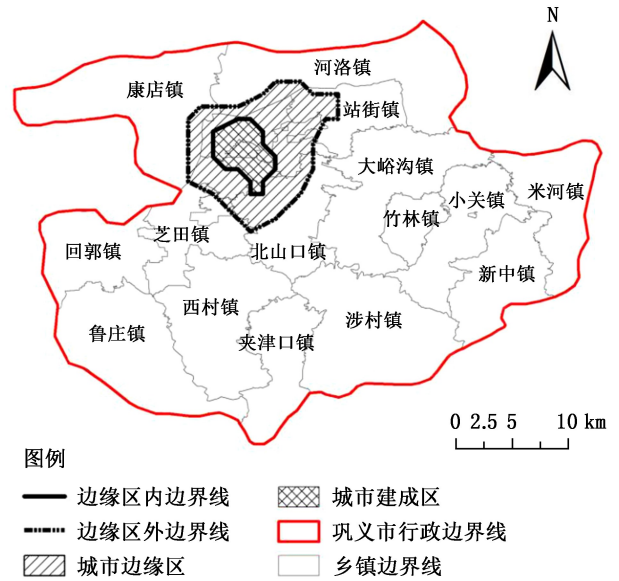 N
河洛镇
康店镇
站街镇
大峪沟镇
小关镇
米河镇
竹林镇
芝田镇
回郭镇
北山口镇
新中镇
西村镇
涉村镇
鲁庄镇
夹津口镇
0 2.5 5 10 km
图例
边缘区内边界线
城市建成区
边缘区外边界线
巩义市行政边界线
城市边缘区
乡镇边界线